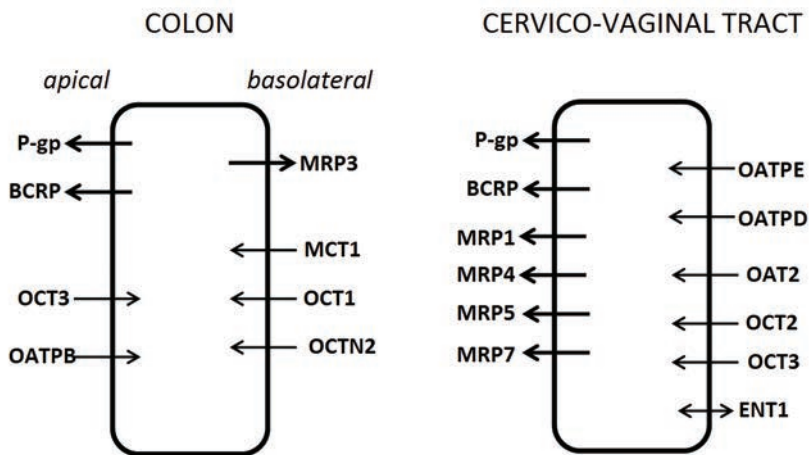 COLON
apical
basolateral
P-gp
BCRP
OCT3
OATPB
MRP3
MCT1
OCT1
OCTN2
CERVICO-VAGINAL TRACT
P-gp
BCRP
MRP1
MRP4
MRP5
MRP7
OATPE
OATPD
OAT2
OCT2
OCT3
ENT1